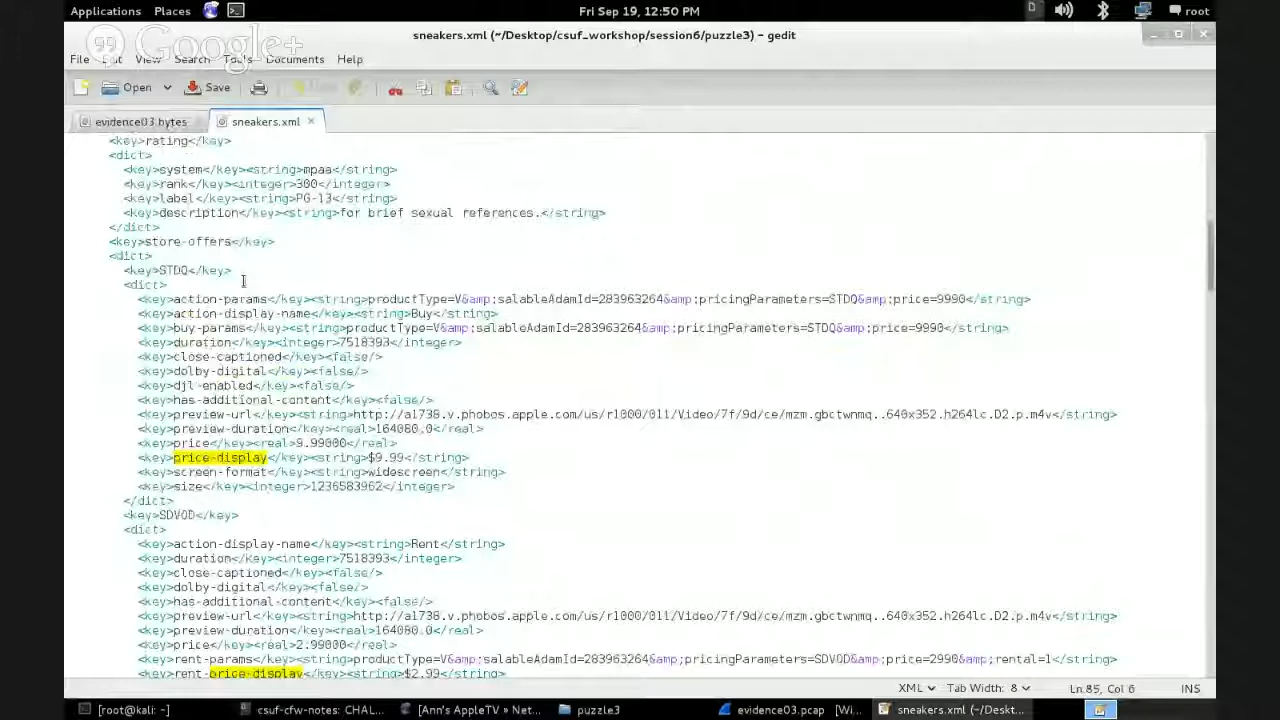 Applications Places Fri Sep 19, 12:50 PM root
Google+
sneakers.xml (~/Desktop/csuf_workshop/session6/puzzle3) - gedit
File Edit View Search Tools Documents Help
Open Save
evidence03.bytes sneakers.xml
<key>rating</key>
<dict>
<key>system</key><string>mpaa</string>
<key>rank</key><integer>300</integer>
<key>label</key><string>PG-13</string>
<key>description</key><string>for brief sexual references.</string>
</dict>
<key>store-offers</key>
<dict>
<key>STDQ</key>
<dict>
<key>action-params</key><string>productType=V&amp;salableAdamId=283963264&amp;pricingParameters=STDQ&amp;price=9990</string>
<key>action-display-name</key><string>Buy</string>
<key>buy-params</key><string>productType=V&amp;salableAdamId=283963264&amp;pricingParameters=STDQ&amp;price=9990</string>
<key>duration</key><integer>7518393</integer>
<key>close-captioned</key><false/>
<key>dolby-digital</key><false/>
<key>djl-enabled</key><false/>
<key>has-additional-content</key><false/>
<key>preview-url</key><string>http://a1738.v.phobos.apple.com/us/r1000/011/Video/7f/9d/ce/mzm.gbctwnmq..640x352.h264lc.D2.p.m4v</string>
<key>preview-duration</key><real>164080.0</real>
<key>price</key><real>9.99000</real>
<key>price-display</key><string>$9.99</string>
<key>screen-format</key><string>widescreen</string>
<key>size</key><integer>1236583962</integer>
</dict>
<key>SDVOD</key>
<dict>
<key>action-display-name</key><string>Rent</string>
<key>duration</key><integer>7518393</integer>
<key>close-captioned</key><false/>
<key>dolby-digital</key><false/>
<key>has-additional-content</key><false/>
<key>preview-url</key><string>http://a1738.v.phobos.apple.com/us/r1000/011/Video/7f/9d/ce/mzm.gbctwnmq..640x352.h264lc.D2.p.m4v</string>
<key>preview-duration</key><real>164080.0</real>
<key>price</key><real>2.99000</real>
<key>rent-params</key><string>productType=V&amp;salableAdamId=283963264&amp;pricingParameters=SDVOD&amp;price=2990&amp;rental=1</string>
<key>rent-price-display</key><string>$2.99</string>
XML Tab Width: 8 Ln 85, Col 6 INS
[root@kali: ~] csuf-cfw-notes: CHAL... [Ann's AppleTV » Net... puzzle3 evidence03.pcap [Wi... sneakers.xml (~/Deskt...